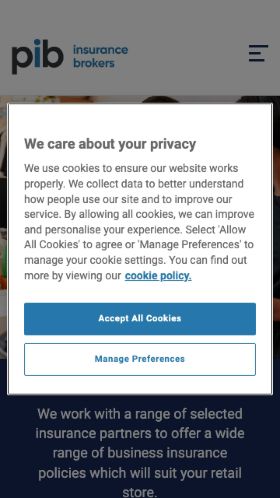 pib insurance
brokers
We care about your privacy
We use cookies to ensure our website works
properly. We collect data to better understand
how people use our site and to improve our
service. By allowing all cookies, we can improve
and personalise your experience. Select 'Allow
All Cookies' to agree or 'Manage Preferences' to
manage your cookie settings. You can find out
more by viewing our cookie policy.
Accept All Cookies
Manage Preferences
We work with a range of selected
insurance partners to offer a wide
range of business insurance
policies which will suit your retail
store.